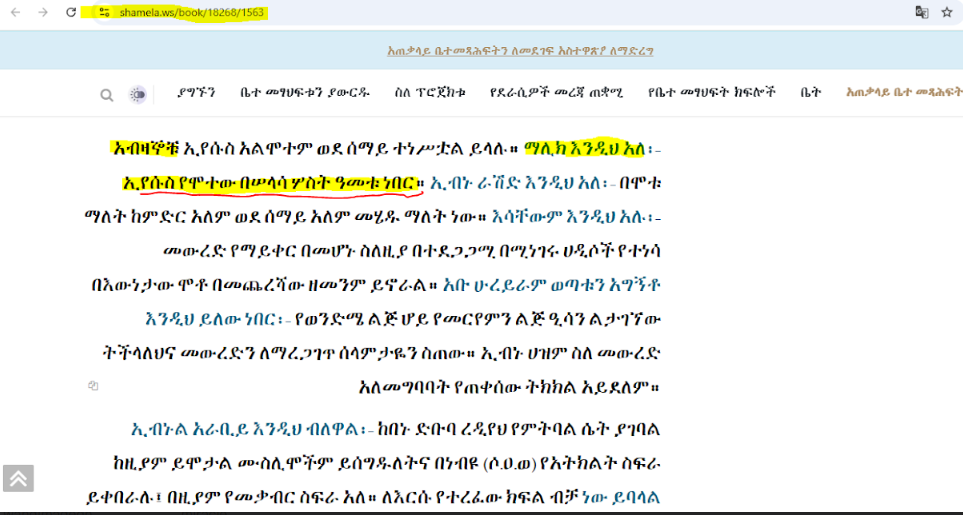 shamela.ws/book/18268/1563
አጠቃላይ ቤተመጻሕፍትን ለመደገፍ አስተዋጽዖ ለማድረግ
ያግኙን ቤተ መፃህፍቱን ያውርዱ ስለ ፕሮጀክቱ የደራሲዎች መረጃ ጠቋሚ የቤተ መፃህፍት ክፍሎች ቤት አጠቃላይ ቤተ መጻሕፍት
አብዛኛቹ ኢየሱስ አልሞተም ወደ ሰማይ ተነሥቷል ይላሉ። ማሊክ እንዲህ አለ፡-
ኢየሱስ የሞተው በሠላሳ ሦስት ዓመቱ ነበር። ኢብኑ ራሽድ እንዲህ አለ፡- በሞቱ
ማለት ከምድር አለም ወደ ሰማይ አለም መሄዱ ማለት ነው። እሳቸውም እንዲህ አሉ፡-
መውረድ የማይቀር በመሆኑ ስለዚያ በተደጋጋሚ በሚነገሩ ሀዲሶች የተነሳ
በእውነታው ሞቶ በመጨረሻው ዘመንም ይኖራል። አቡ ሁረይራም ወጣቱን አግኝቶ
እንዲህ ይለው ነበር፡- የወንድሜ ልጅ ሆይ የመርየምን ልጅ ዒሳን ልታገኘው
ትችላለህና መውረድን ለማረጋገጥ ሰላምታዬን ስጠው። ኢብኑ ሀዝም ስለ መውረድ
አለመግባባት የጠቀሰው ትክክል አይደለም።
ኢብኑል አራቢይ እንዲህ ብለዋል፡- ከበኑ ድቡባ ረዲየህ የምትባል ሴት ያገባል
ከዚያም ይሞታል ሙስሊሞችም ይሰግዱለትና በነብዩ (ሶ.ዐ.ወ) የአትክልት ስፍራ
ይቀበራሉ፤ በዚያም የመቃብር ስፍራ አለ። ለእርሱ የተረፈው ክፍል ብቻ ነው ይባላል